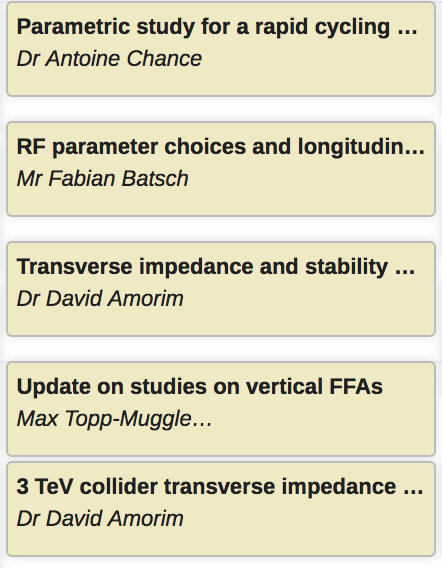 Parametric study for a rapid cycling ...
Dr Antoine Chance
RF parameter choices and longitudin...
Mr Fabian Batsch
Transverse impedance and stability ...
Dr David Amorim
Update on studies on vertical FFAs
Max Topp-Muggle...
3 TeV collider transverse impedance ...
Dr David Amorim